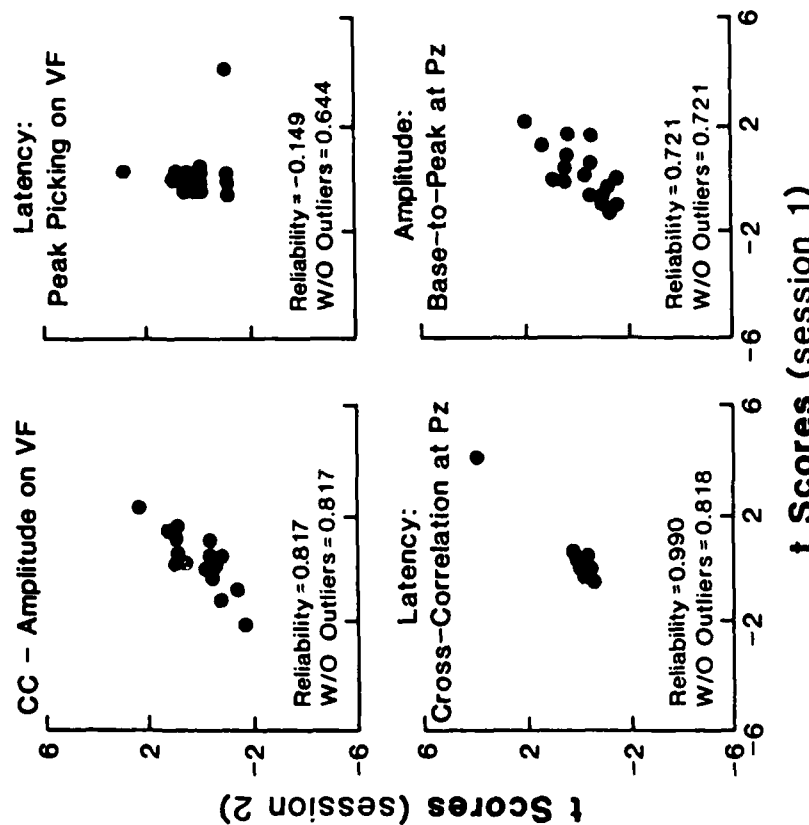 CC - Amplitude on VF
6
2
-2
-6
Reliability = 0.817
W/O Outliers = 0.817
Latency:
Peak Picking on VF
Reliability = -0.149
W/O Outliers = 0.644
Latency:
Cross-Correlation at Pz
6
2
-2
-6
Reliability = 0.990
W/O Outliers = 0.818
-6
-2
2
6
Amplitude:
Base-to-Peak at Pz
Reliability = 0.721
W/O Outliers = 0.721
-6
-2
2
6
t Scores (session 2)
t Scores (session 1)